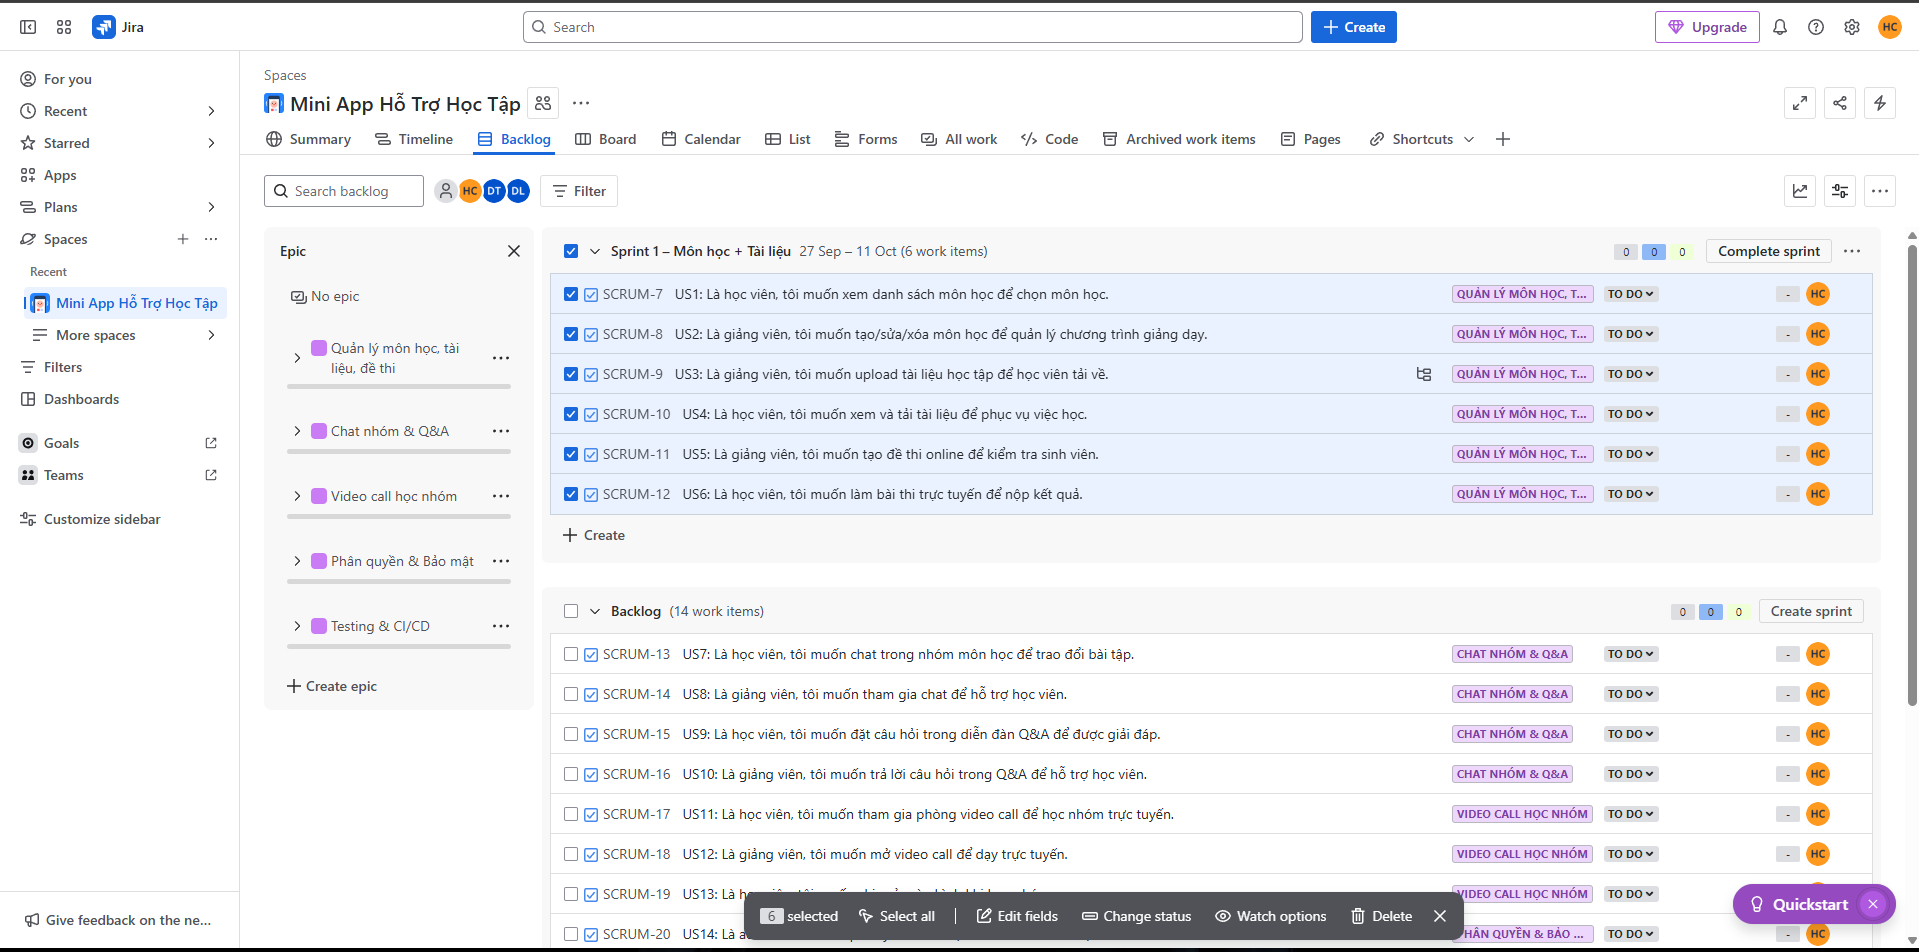 Jira
Search
Create
Upgrade
HC
For you
Recent
Starred
Apps
Plans
Spaces
Recent
Mini App Hỗ Trợ Học Tập
More spaces
Filters
Dashboards
Goals
Teams
Customize sidebar
Give feedback on the ne...
Spaces
Mini App Hỗ Trợ Học Tập
Summary Timeline Backlog Board Calendar List Forms All work Code Archived work items Pages Shortcuts
Search backlog HC DT DL Filter
Epic
No epic
Quản lý môn học, tài
liệu, đề thi
Chat nhóm & Q&A
Video call học nhóm
Phân quyền & Bảo mật
Testing & CI/CD
Create epic
Sprint 1 – Môn học + Tài liệu 27 Sep – 11 Oct (6 work items) 0 0 0 Complete sprint
SCRUM-7 US1: Là học viên, tôi muốn xem danh sách môn học để chọn môn học. QUẢN LÝ MÔN HỌC, T... TO DO - HC
SCRUM-8 US2: Là giảng viên, tôi muốn tạo/sửa/xóa môn học để quản lý chương trình giảng dạy. QUẢN LÝ MÔN HỌC, T... TO DO - HC
SCRUM-9 US3: Là giảng viên, tôi muốn upload tài liệu học tập để học viên tải về. QUẢN LÝ MÔN HỌC, T... TO DO - HC
SCRUM-10 US4: Là học viên, tôi muốn xem và tải tài liệu để phục vụ việc học. QUẢN LÝ MÔN HỌC, T... TO DO - HC
SCRUM-11 US5: Là giảng viên, tôi muốn tạo đề thi online để kiểm tra sinh viên. QUẢN LÝ MÔN HỌC, T... TO DO - HC
SCRUM-12 US6: Là học viên, tôi muốn làm bài thi trực tuyến để nộp kết quả. QUẢN LÝ MÔN HỌC, T... TO DO - HC
Create
Backlog (14 work items) 0 0 0 Create sprint
SCRUM-13 US7: Là học viên, tôi muốn chat trong nhóm môn học để trao đổi bài tập. CHAT NHÓM & Q&A TO DO - HC
SCRUM-14 US8: Là giảng viên, tôi muốn tham gia chat để hỗ trợ học viên. CHAT NHÓM & Q&A TO DO - HC
SCRUM-15 US9: Là học viên, tôi muốn đặt câu hỏi trong diễn đàn Q&A để được giải đáp. CHAT NHÓM & Q&A TO DO - HC
SCRUM-16 US10: Là giảng viên, tôi muốn trả lời câu hỏi trong Q&A để hỗ trợ học viên. CHAT NHÓM & Q&A TO DO - HC
SCRUM-17 US11: Là học viên, tôi muốn tham gia phòng video call để học nhóm trực tuyến. VIDEO CALL HỌC NHÓM TO DO - HC
SCRUM-18 US12: Là giảng viên, tôi muốn mở video call để dạy trực tuyến. VIDEO CALL HỌC NHÓM TO DO - HC
SCRUM-19 US13: Là VIDEO CALL HỌC NHÓM TO DO
SCRUM-20 US14: Là PHÂN QUYỀN & BẢO ... TO DO - HC
6 selected Select all Edit fields Change status Watch options Delete
Quickstart